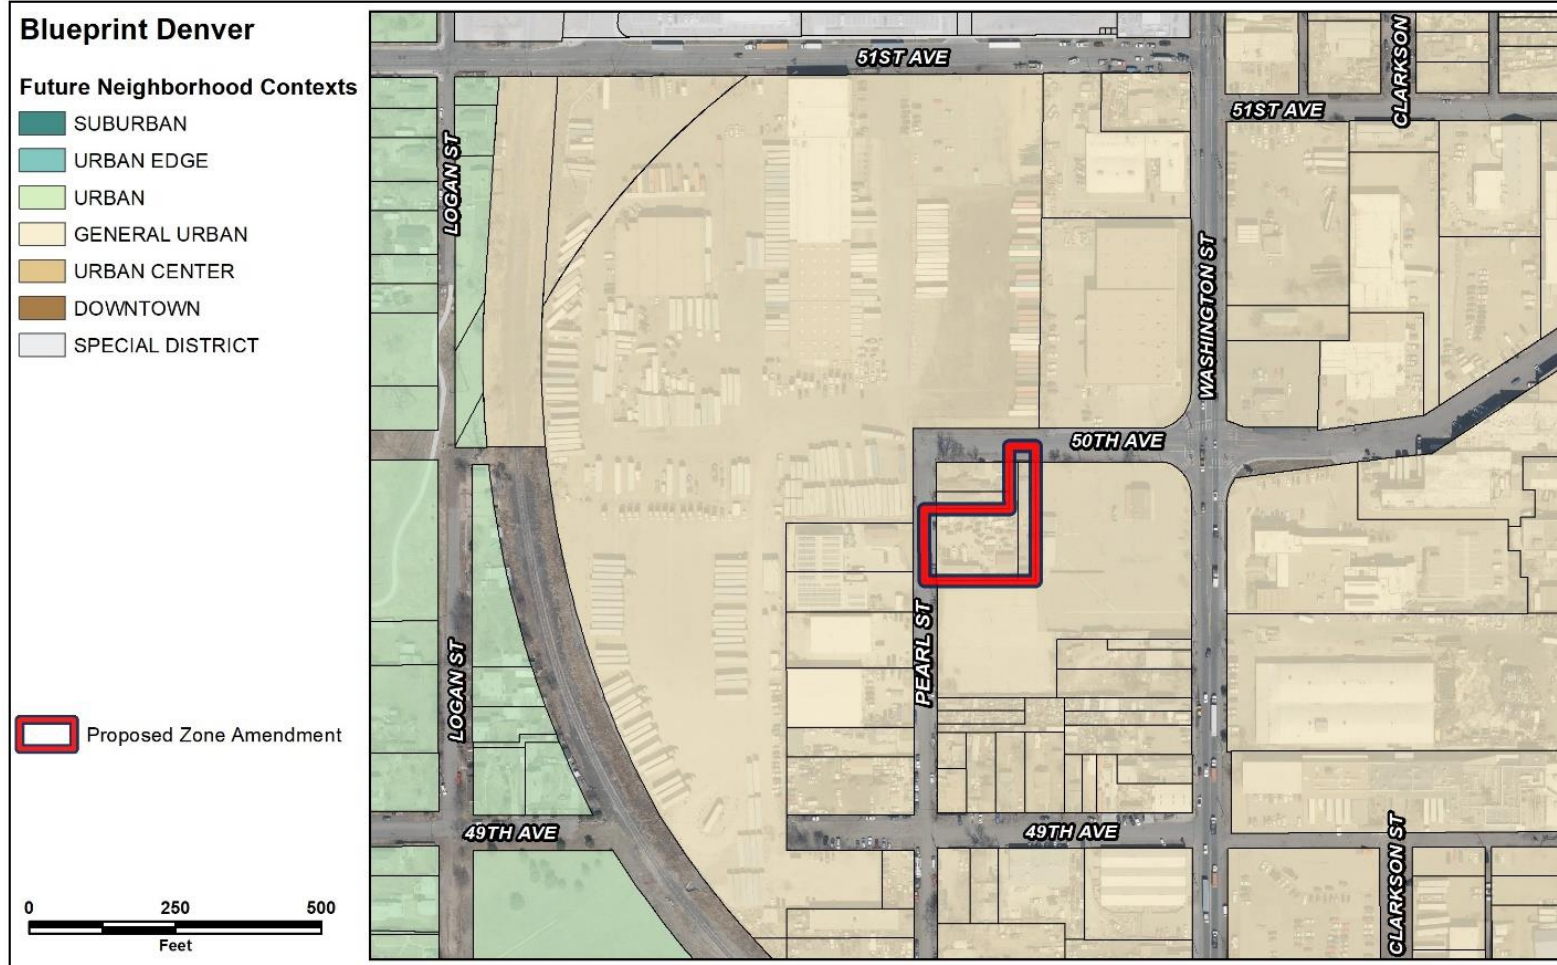 Blueprint Denver
Future Neighborhood Contexts
SUBURBAN
URBAN EDGE
URBAN
GENERAL URBAN
URBAN CENTER
DOWNTOWN
SPECIAL DISTRICT
Proposed Zone Amendment
0 250 500
Feet
51ST AVE
CLARKSON
51ST AVE
LOGAN ST
WASHINGTON ST
50TH AVE
PEARL ST
LOGAN ST
49TH AVE
49TH AVE
CLARKSON ST